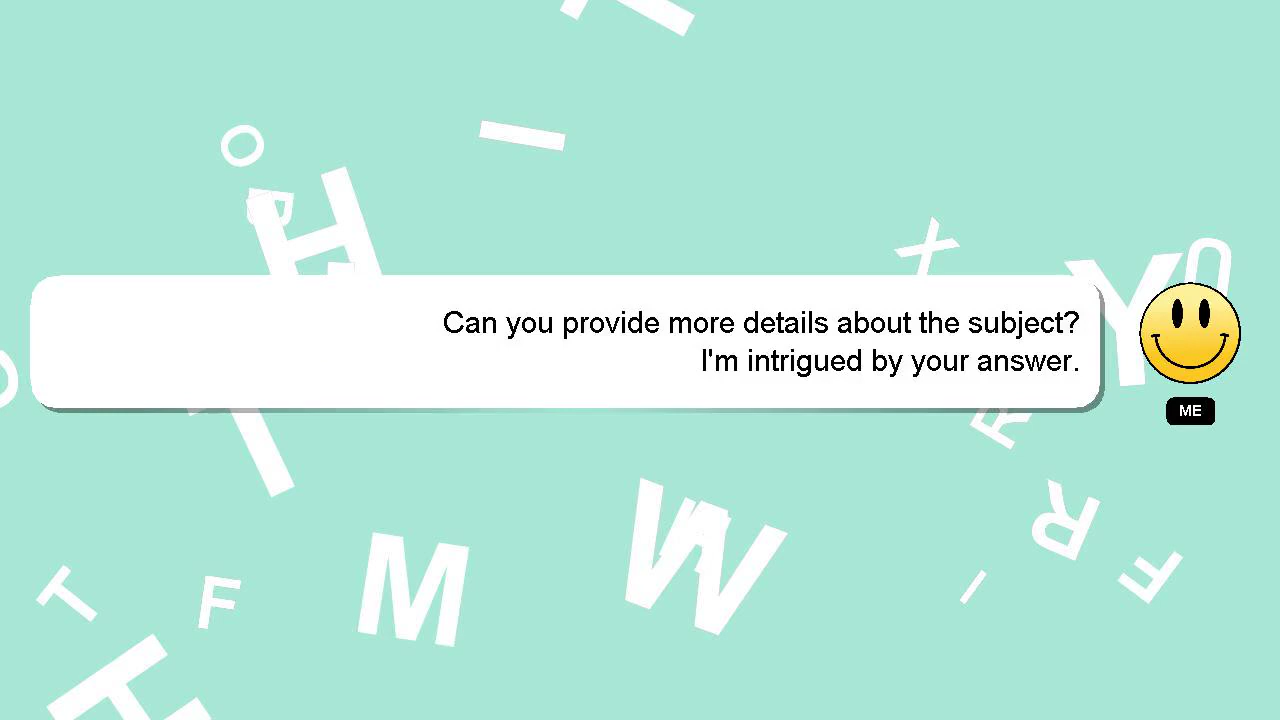 Can you provide more details about the subject?
I'm intrigued by your answer.
ME